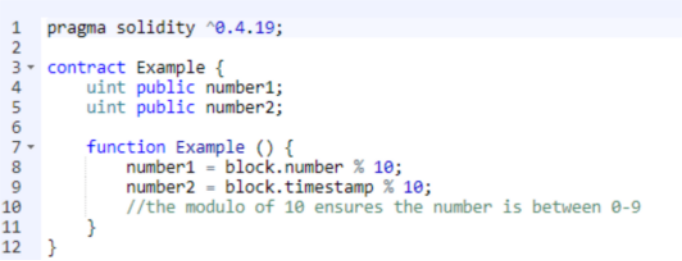 1 pragma solidity ^0.4.19;
2
3 contract Example {
4 uint public number1;
5 uint public number2;
6
7 function Example () {
8 number1 = block.number % 10;
9 number2 = block.timestamp % 10;
10 //the modulo of 10 ensures the number is between 0-9
11 }
12 }